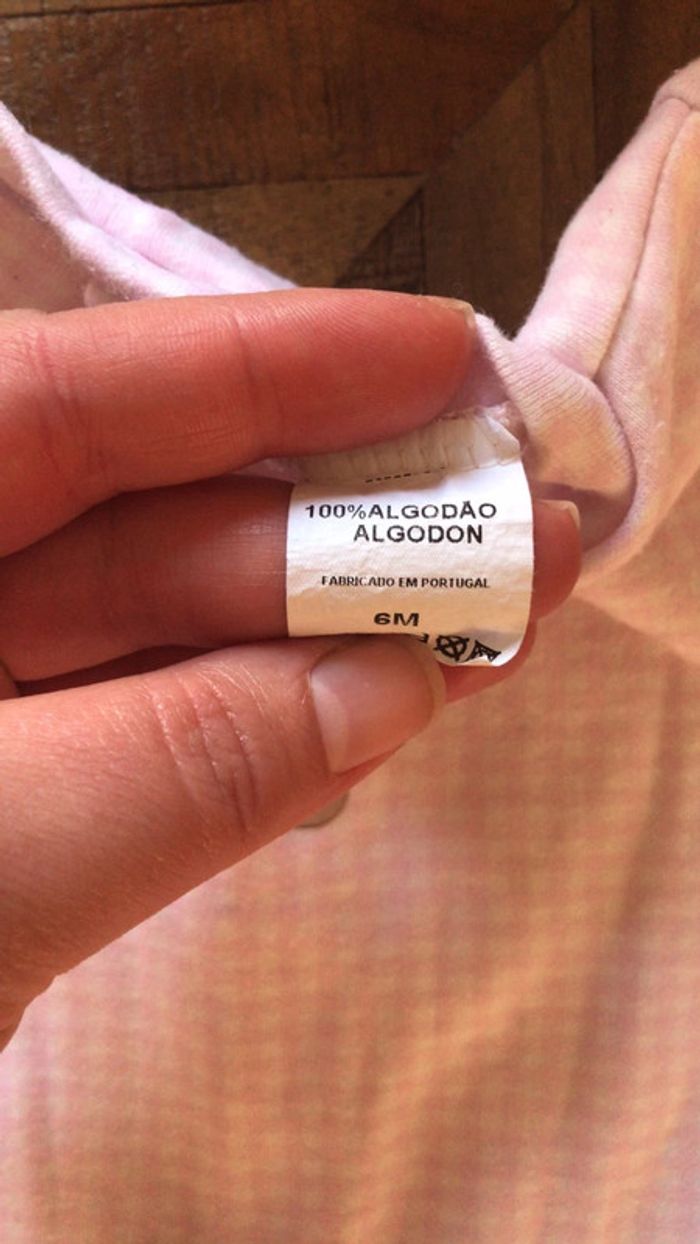 100%ALGODÃO
ALGODON
FABRICADO EM PORTUGAL
6M